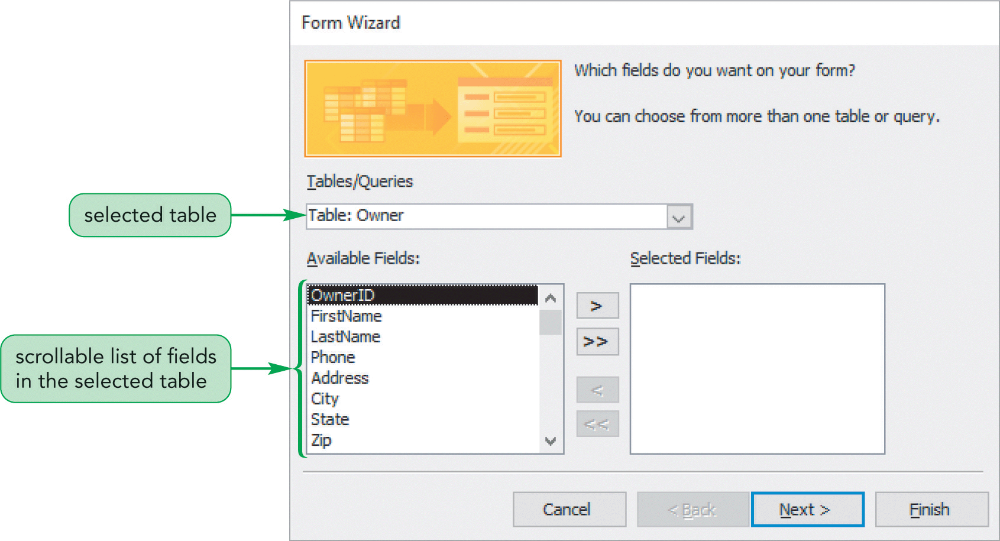 Form Wizard
Which fields do you want on your form?
You can choose from more than one table or query.
Tables/Queries
selected table
Table: Owner
Available Fields:
Selected Fields:
OwnerID
FirstName
LastName
Phone
Address
City
State
Zip
>
>>
<
<<
scrollable list of fields
in the selected table
Cancel
< Back
Next >
Finish